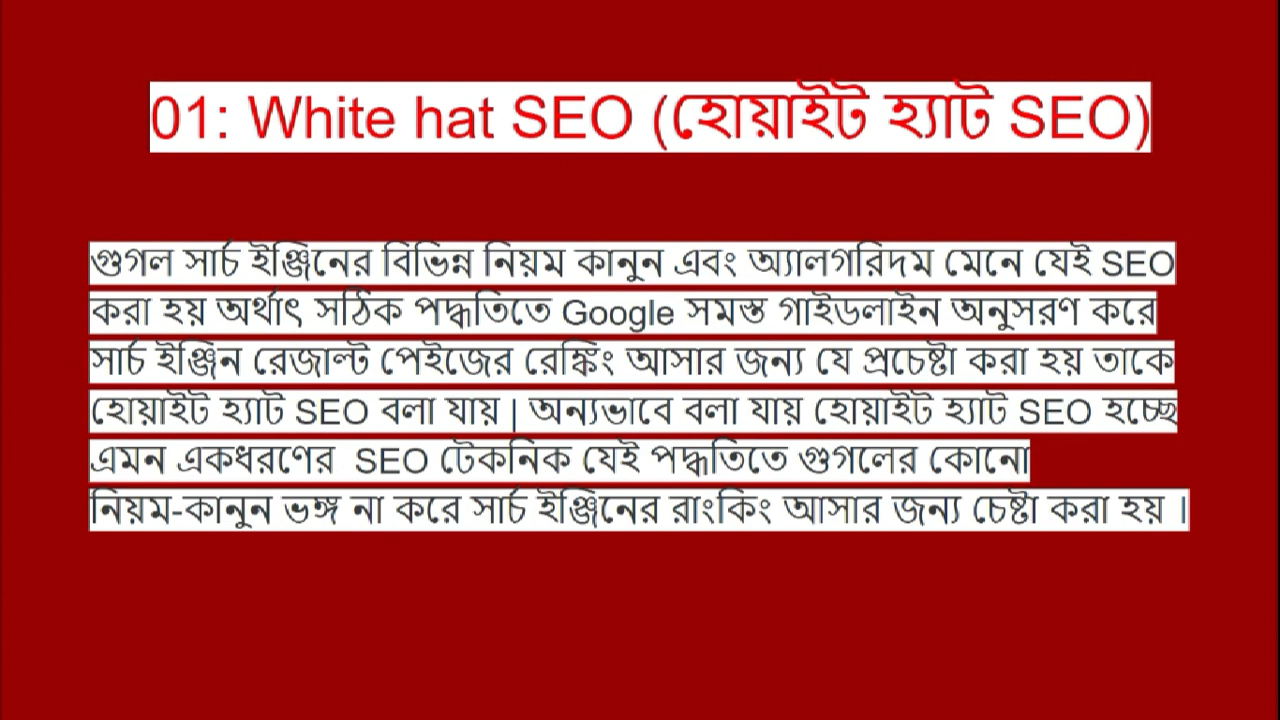 01: White hat SEO (হোয়াইট হ্যাট SEO)
গুগল সার্চ ইঞ্জিনের বিভিন্ন নিয়ম কানুন এবং অ্যালগরিদম মেনে যেই SEO
করা হয় অর্থাৎ সঠিক পদ্ধতিতে Google সমস্ত গাইডলাইন অনুসরণ করে
সার্চ ইঞ্জিন রেজাল্ট পেইজের রেঙ্কিং আসার জন্য যে প্রচেষ্টা করা হয় তাকে
হোয়াইট হ্যাট SEO বলা যায় | অন্যভাবে বলা যায় হোয়াইট হ্যাট SEO হচ্ছে
এমন একধরণের  SEO টেকনিক যেই পদ্ধতিতে গুগলের কোনো
নিয়ম-কানুন ভঙ্গ না করে সার্চ ইঞ্জিনের রাংকিং আসার জন্য চেষ্টা করা হয় ।